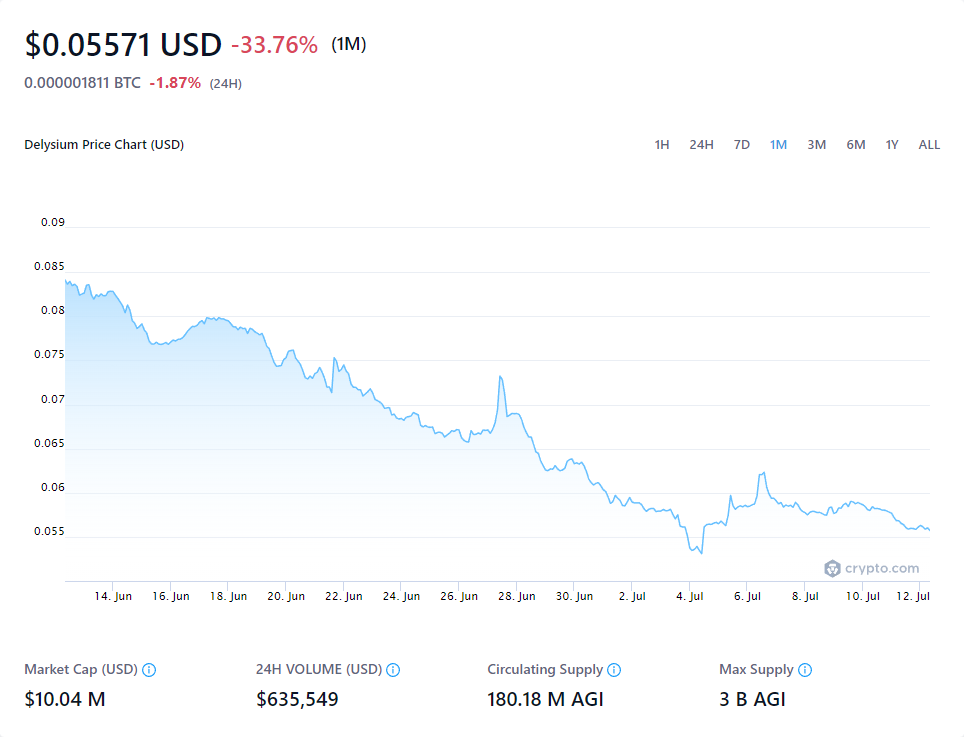 $0.05571 USD -33.76% (1M)
0.000001811 BTC -1.87% (24H)
Delysium Price Chart (USD) 1H 24H 7D 1M 3M 6M 1Y ALL
0.09
0.085
0.08
0.075
0.07
0.065
0.06
0.055
crypto.com
14. Jun 16. Jun 18. Jun 20. Jun 22. Jun 24. Jun 26. Jun 28. Jun 30. Jun 2. Jul 4. Jul 6. Jul 8. Jul 10. Jul 12. Jul
Market Cap (USD) 24H VOLUME (USD) Circulating Supply Max Supply
$10.04 M $635,549 180.18 M AGI 3 B AGI